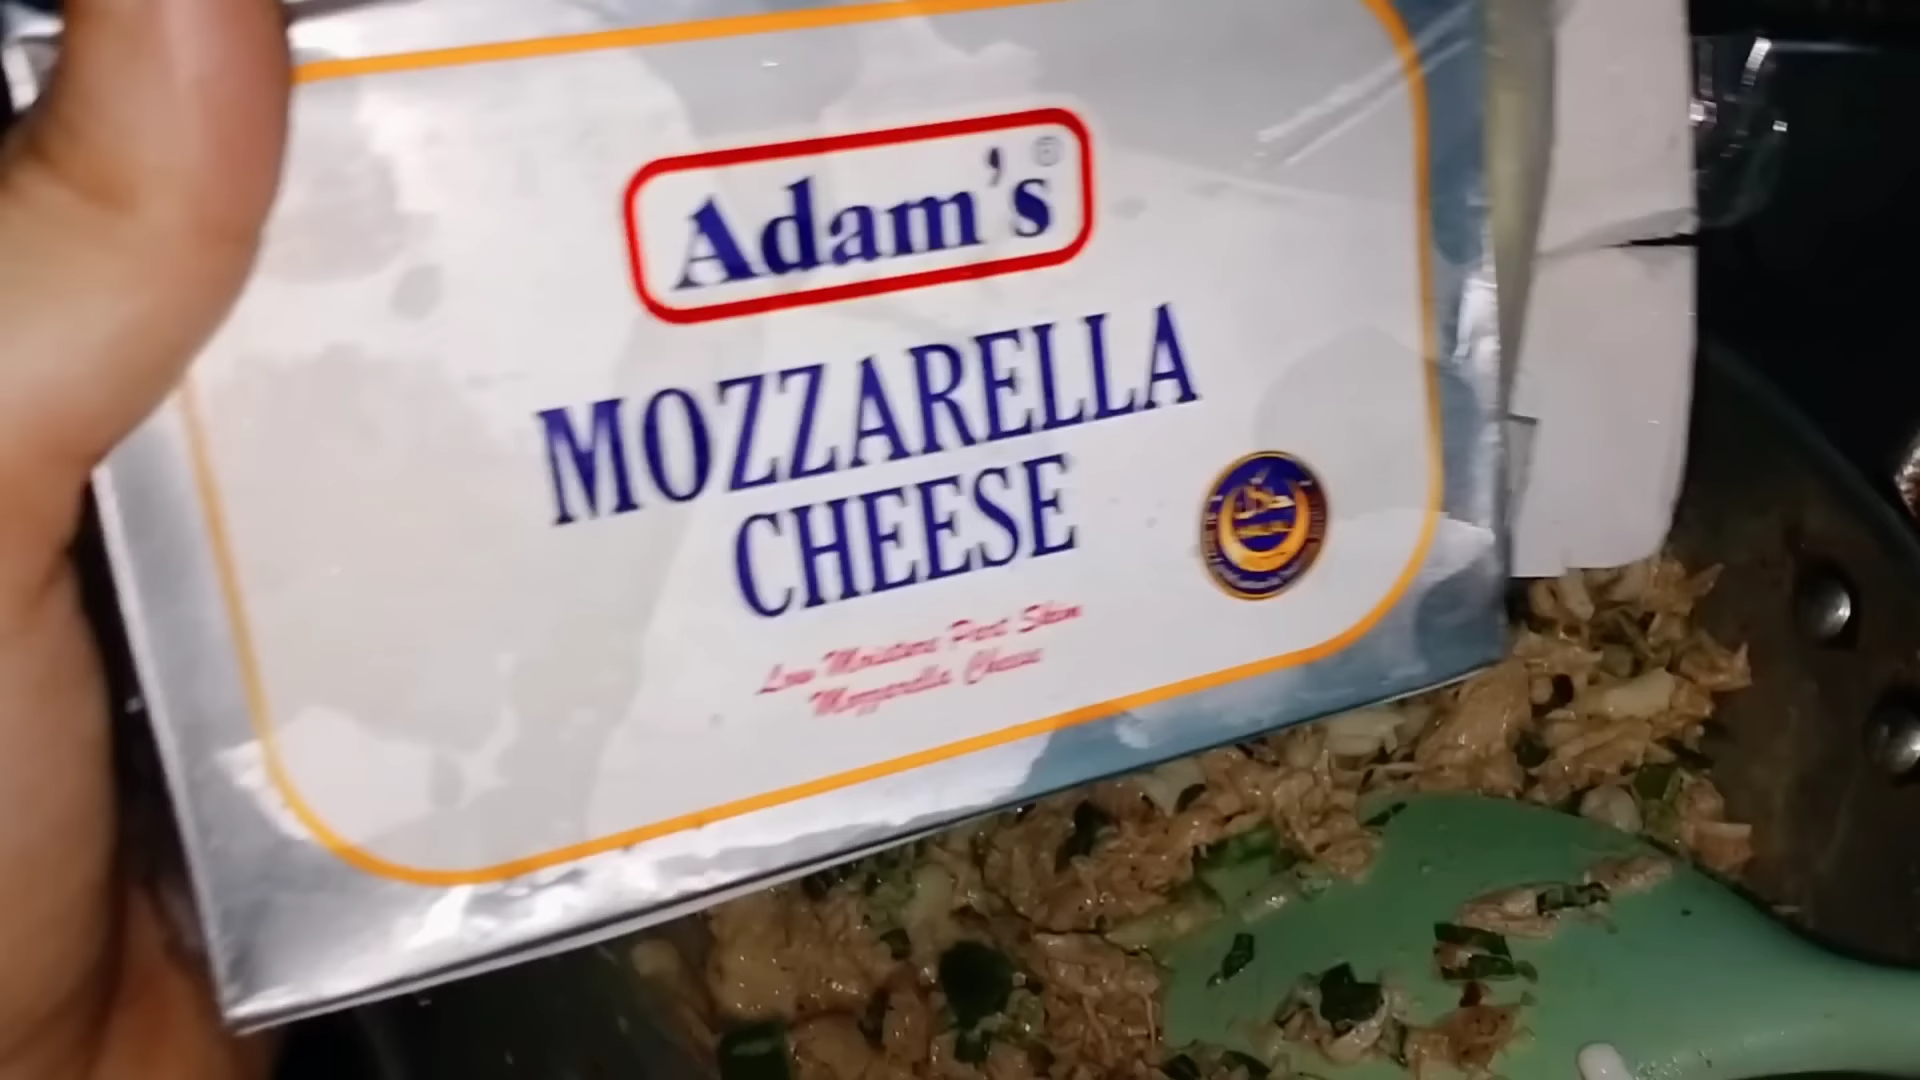 Adam's®
MOZZARELLA
CHEESE
Low Moisture Part Skim
Mozzarella Cheese